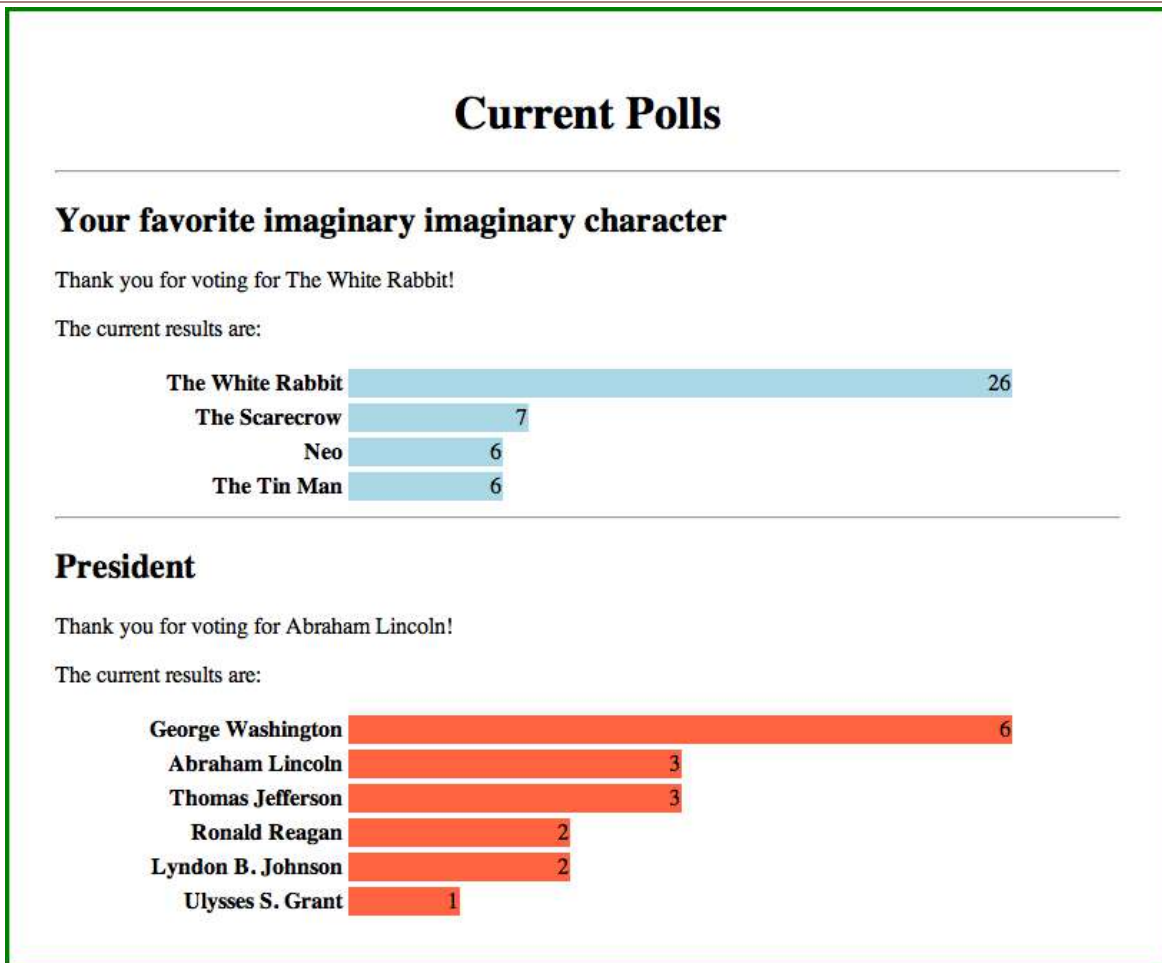 Current Polls
Your favorite imaginary imaginary character
Thank you for voting for The White Rabbit!
The current results are:
The White Rabbit 26
The Scarecrow 7
Neo 6
The Tin Man 6
President
Thank you for voting for Abraham Lincoln!
The current results are:
George Washington 6
Abraham Lincoln 3
Thomas Jefferson 3
Ronald Reagan 2
Lyndon B. Johnson 2
Ulysses S. Grant 1